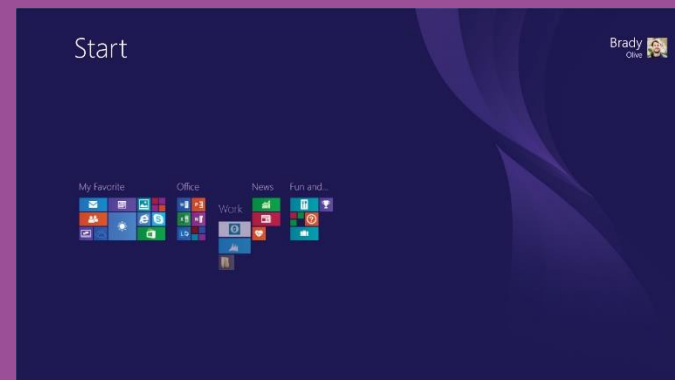 Start
Brady
Olive
My Favorite
Office
Work
News
Fun and...